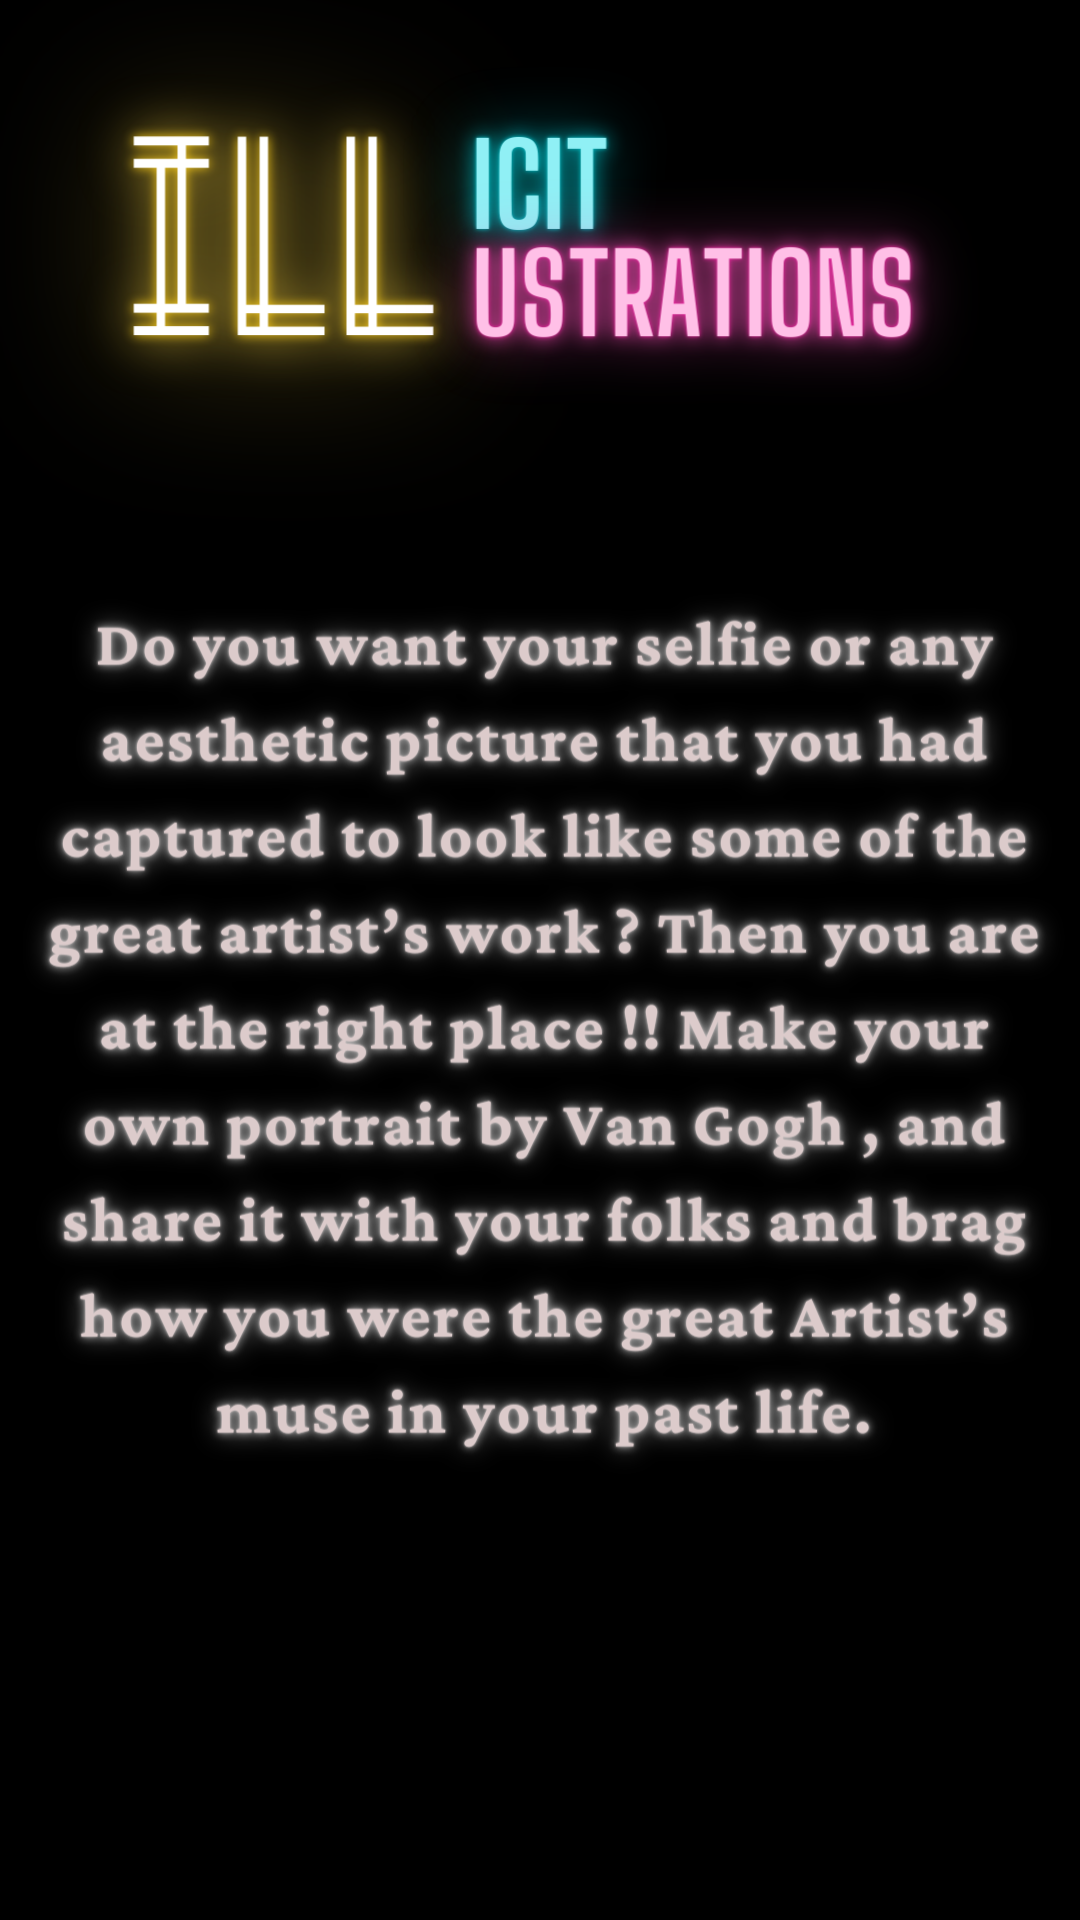 ILL
ICIT
USTRATIONS
Do you want your selfie or any
aesthetic picture that you had
captured to look like some of the
great artist’s work ? Then you are
at the right place !! Make your
own portrait by Van Gogh , and
share it with your folks and brag
how you were the great Artist’s
muse in your past life.